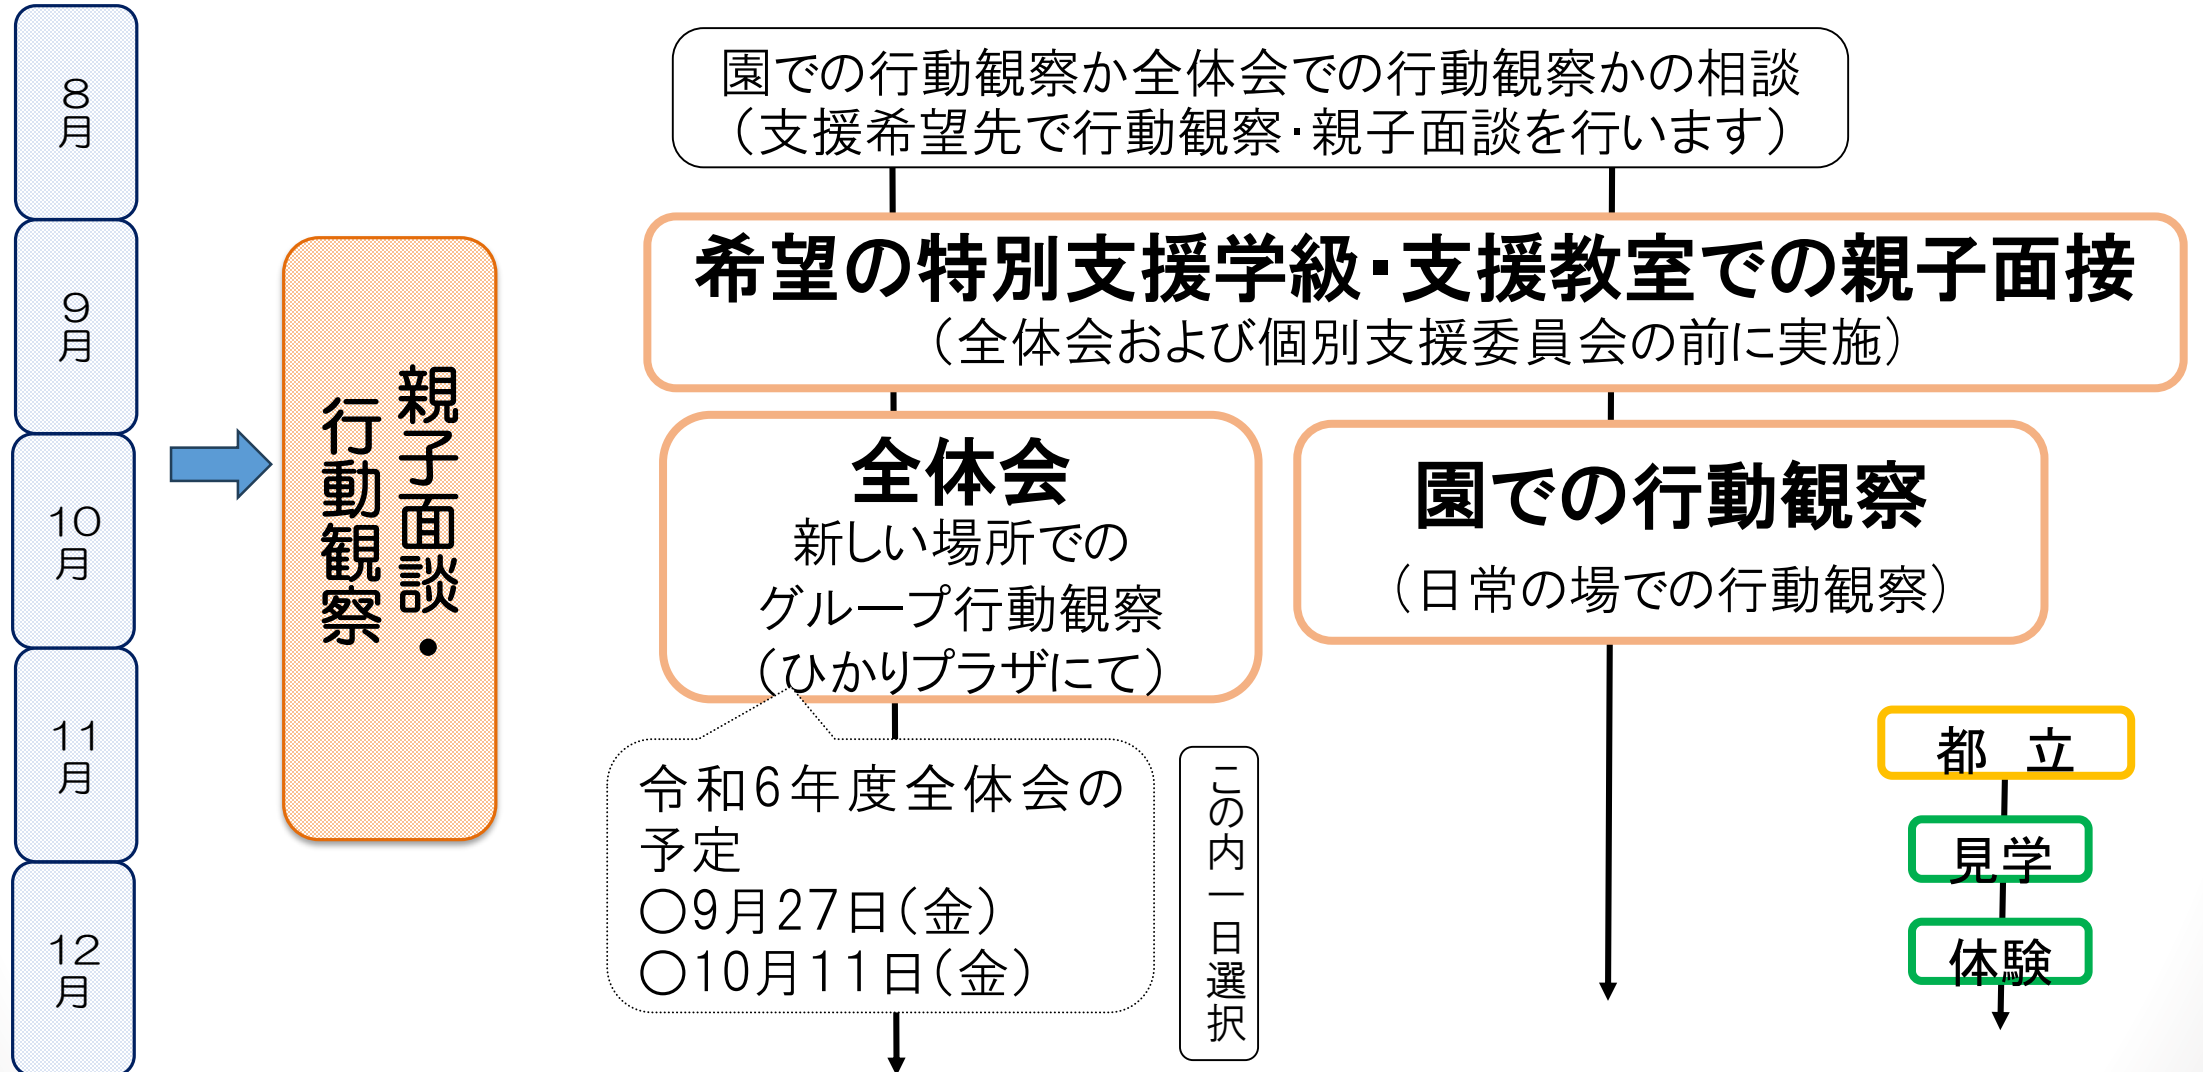 8月
9月
10月
11月
12月
親子面談・
行動観察
園での行動観察か全体会での行動観察かの相談
（支援希望先で行動観察・親子面談を行います）
希望の特別支援学級・支援教室での親子面接
（全体会および個別支援委員会の前に実施）
全体会
新しい場所での
グループ行動観察
（ひかりプラザにて）
園での行動観察
（日常の場での行動観察）
令和6年度全体会の
予定
○9月27日（金）
○10月11日（金）
この内一日選択
都　立
見学
体験